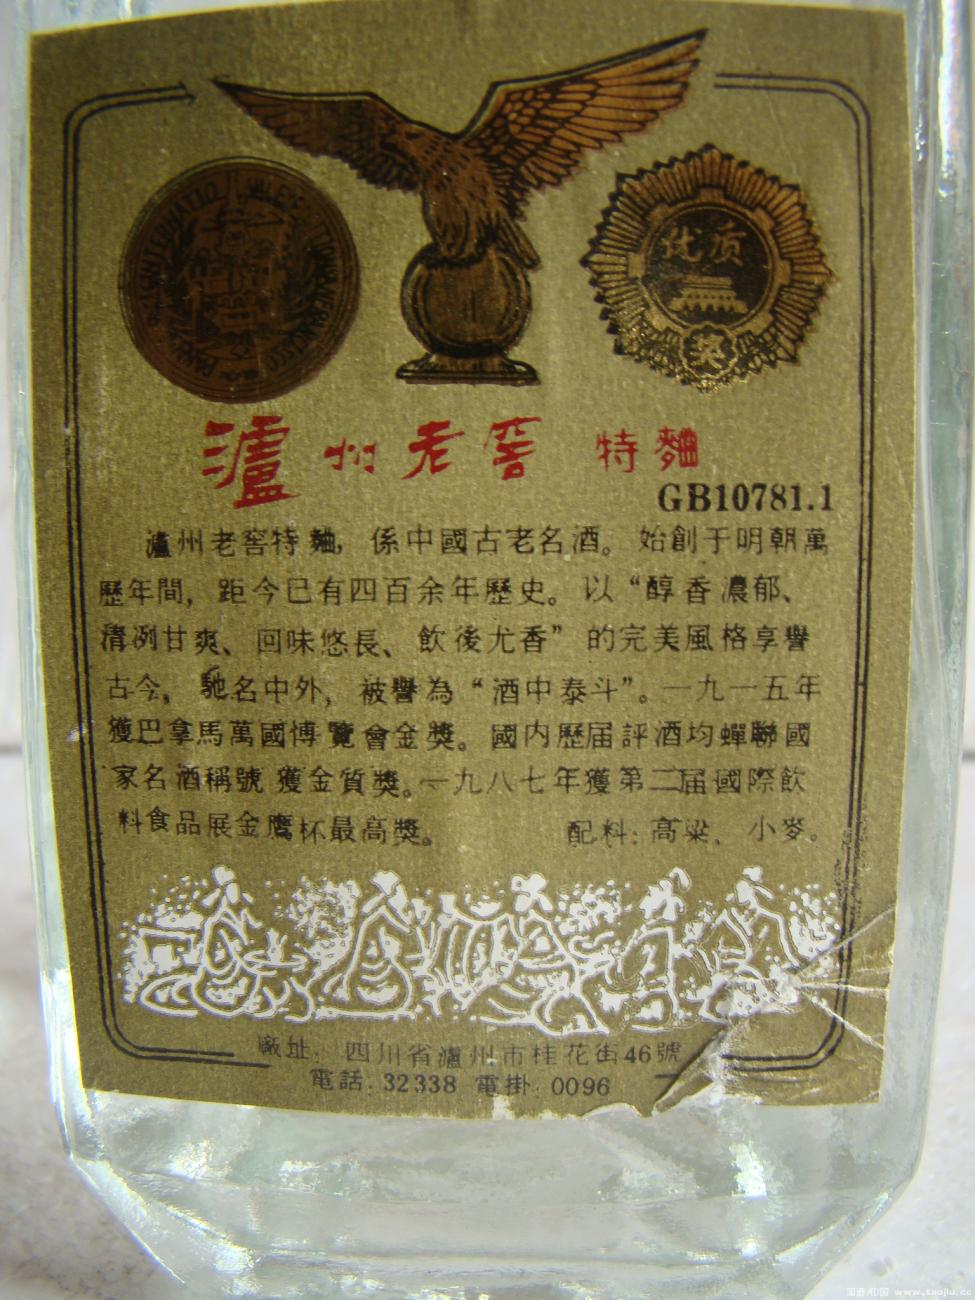 优质
奖
瀘州老窖 特麯
GB10781.1
瀘州老窖特麯，係中國古老名酒。始創于明朝萬
歷年間，距今已有四百余年歷史。以“醇香濃郁、
清冽甘爽、回味悠長、飲後尤香”的完美風格享譽
古今，馳名中外，被譽為“酒中泰斗”。一九一五年
獲巴拿馬萬國博覽會金獎。國内歷届評酒均蟬聯國
家名酒稱號獲金質獎。一九八七年獲第二届國際飲
料食品展金鷹杯最高獎。 配料：高粱、小麥。
廠址：四川省瀘州市桂花街46號
電話：32338 電掛：0096
www.taojiu.cc